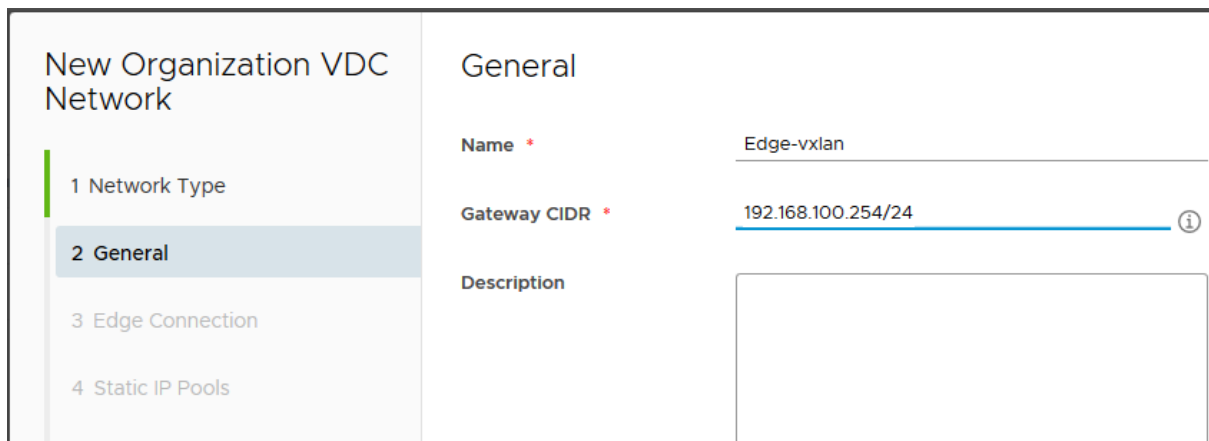 New Organization VDC
Network
1 Network Type
2 General
3 Edge Connection
4 Static IP Pools
General
Name *
Edge-vxlan
Gateway CIDR *
192.168.100.254/24
Description